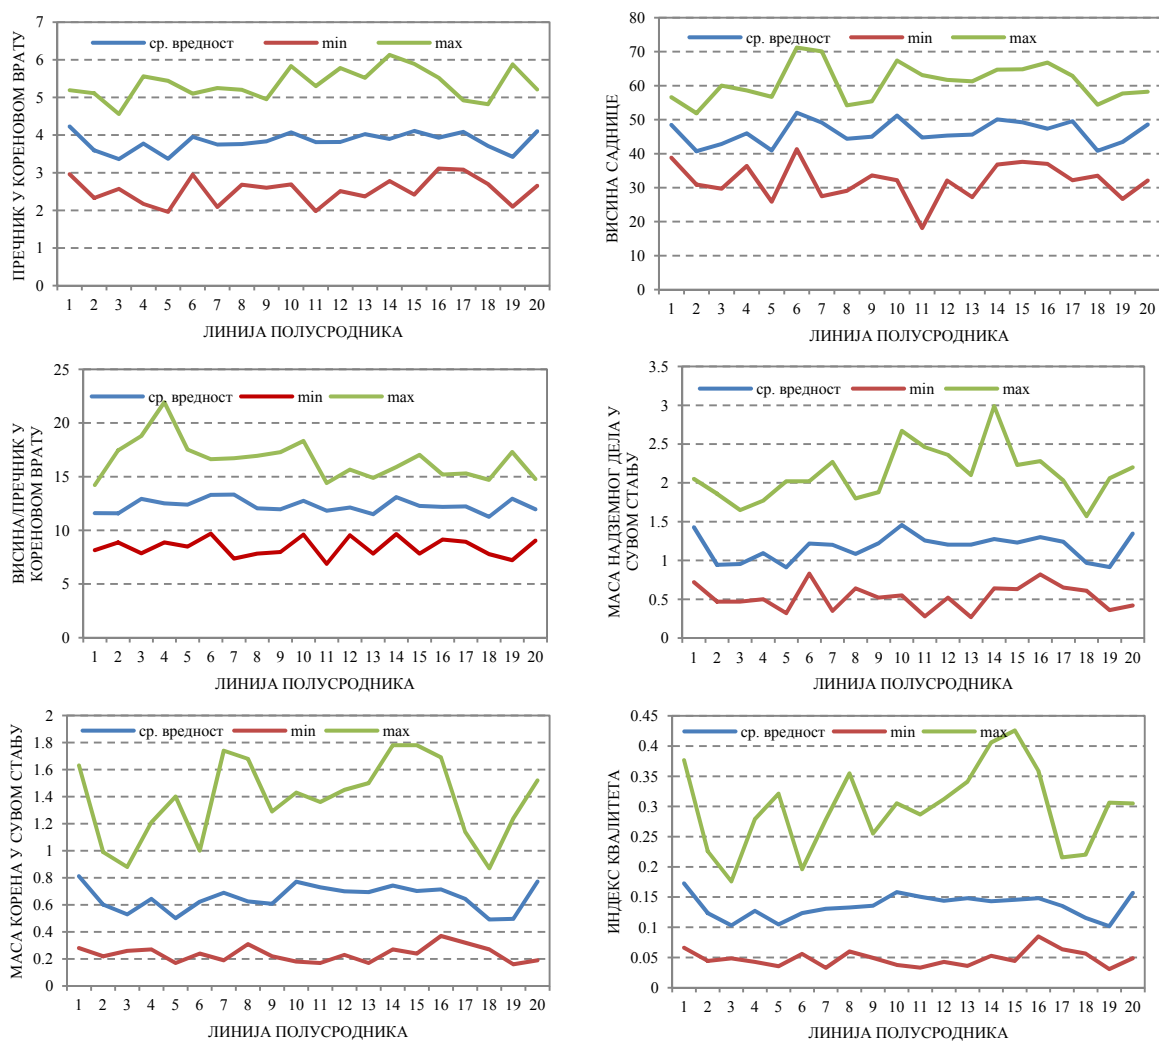 ПРЕЧНИК У КОРЕНОВОМ ВРАТУ
7
6
5
4
3
2
1
0
ср. вредност min max
1 2 3 4 5 6 7 8 9 10 11 12 13 14 15 16 17 18 19 20
ЛИНИЈА ПОЛУСРОДНИКА
ВИСИНА САДНИЦЕ
80
70
60
50
40
30
20
10
0
ср. вредност min max
1 2 3 4 5 6 7 8 9 10 11 12 13 14 15 16 17 18 19 20
ЛИНИЈА ПОЛУСРОДНИКА
ВИСИНА/ПРЕЧНИК У
КОРЕНОВОМ ВРАТУ
25
20
15
10
5
0
ср. вредност min max
1 2 3 4 5 6 7 8 9 10 11 12 13 14 15 16 17 18 19 20
ЛИНИЈА ПОЛУСРОДНИКА
МАСА НАДЗЕМНОГ ДЕЛА У
СУВОМ СТАЊУ
3.5
3
2.5
2
1.5
1
0.5
0
ср. вредност min max
1 2 3 4 5 6 7 8 9 10 11 12 13 14 15 16 17 18 19 20
ЛИНИЈА ПОЛУСРОДНИКА
МАСА КОРЕНА У СУВОМ СТАЊУ
2
1.8
1.6
1.4
1.2
1
0.8
0.6
0.4
0.2
0
ср. вредност min max
1 2 3 4 5 6 7 8 9 10 11 12 13 14 15 16 17 18 19 20
ЛИНИЈА ПОЛУСРОДНИКА
ИНДЕКС КВАЛИТЕТА
0.45
0.4
0.35
0.3
0.25
0.2
0.15
0.1
0.05
0
ср. вредност min max
1 2 3 4 5 6 7 8 9 10 11 12 13 14 15 16 17 18 19 20
ЛИНИЈА ПОЛУСРОДНИКА